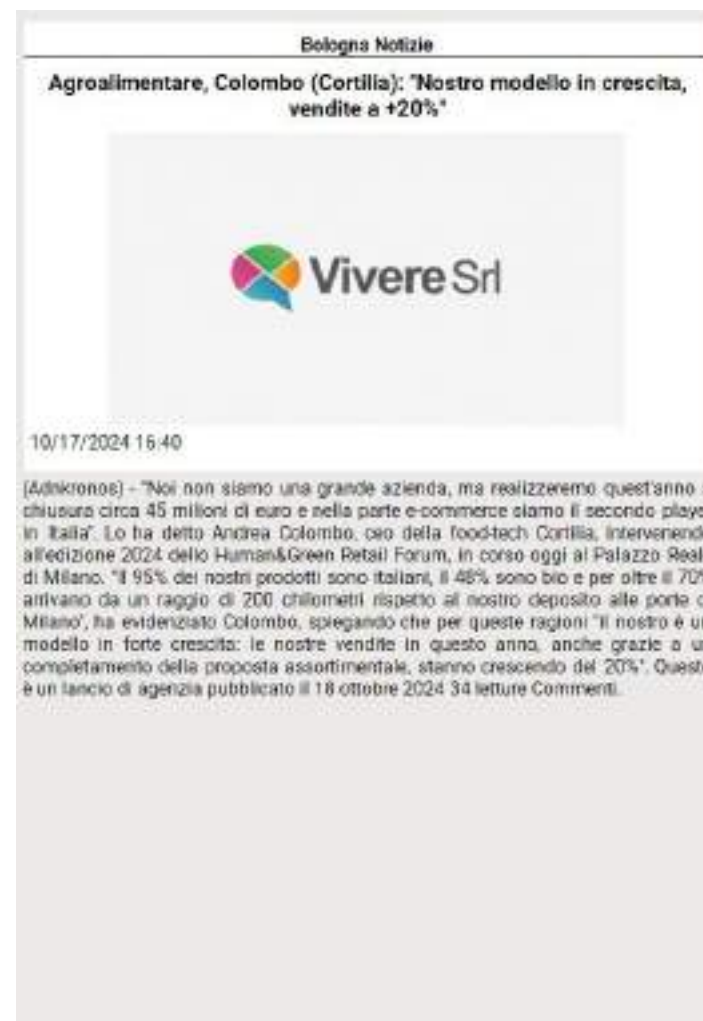 Bologna Notizie
Agroalimentare, Colombo (Cortilia): "Nostro modello in crescita,
vendite a +20%"
Vivere Srl
10/17/2024 16:40
(Adnkronos) - "Noi non siamo una grande azienda, ma realizzeremo quest'anno
chiusura circa 45 milioni di euro e nella parte e-commerce siamo il secondo playe
in Italia". Lo ha detto Andrea Colombo, ceo della food-tech Cortilia, intervenend
all'edizione 2024 dello Human&Green Retail Forum, in corso oggi al Palazzo Real
di Milano. "Il 95% dei nostri prodotti sono italiani, il 48% sono bio e per oltre il 70%
arrivano da un raggio di 200 chilometri rispetto al nostro deposito alle porte d
Milano", ha evidenziato Colombo, spiegando che per queste ragioni "il nostro è un
modello in forte crescita: le nostre vendite in questo anno, anche grazie a un
completamento della proposta assortimentale, stanno crescendo del 20%". Quest
è un lancio di agenzia pubblicato il 18 ottobre 2024 34 letture Commenti.